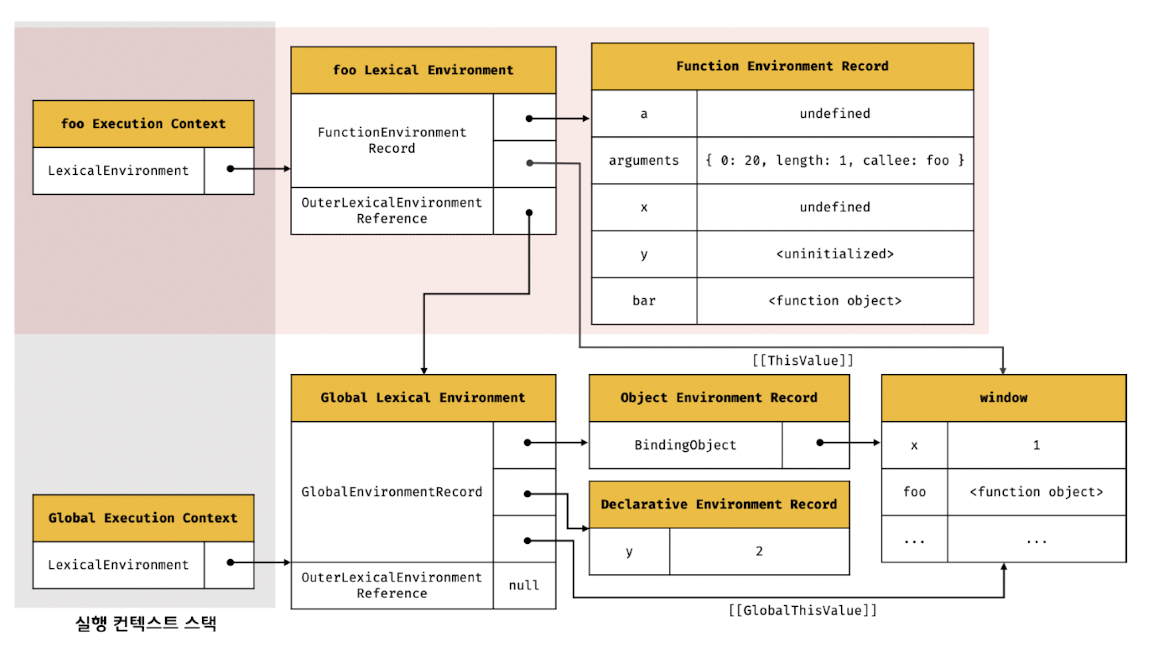 foo Execution Context
LexicalEnvironment
foo Lexical Environment
FunctionEnvironment
Record
OuterLexicalEnvironment
Reference
Function Environment Record
a undefined
arguments { 0: 20, length: 1, callee: foo }
x undefined
y <uninitialized>
bar <function object>
[[ThisValue]]
Global Execution Context
LexicalEnvironment
Global Lexical Environment
GlobalEnvironmentRecord
OuterLexicalEnvironment
Reference
null
Object Environment Record
BindingObject
Declarative Environment Record
y 2
window
x 1
foo <function object>
... ...
[[GlobalThisValue]]
실행 컨텍스트 스택